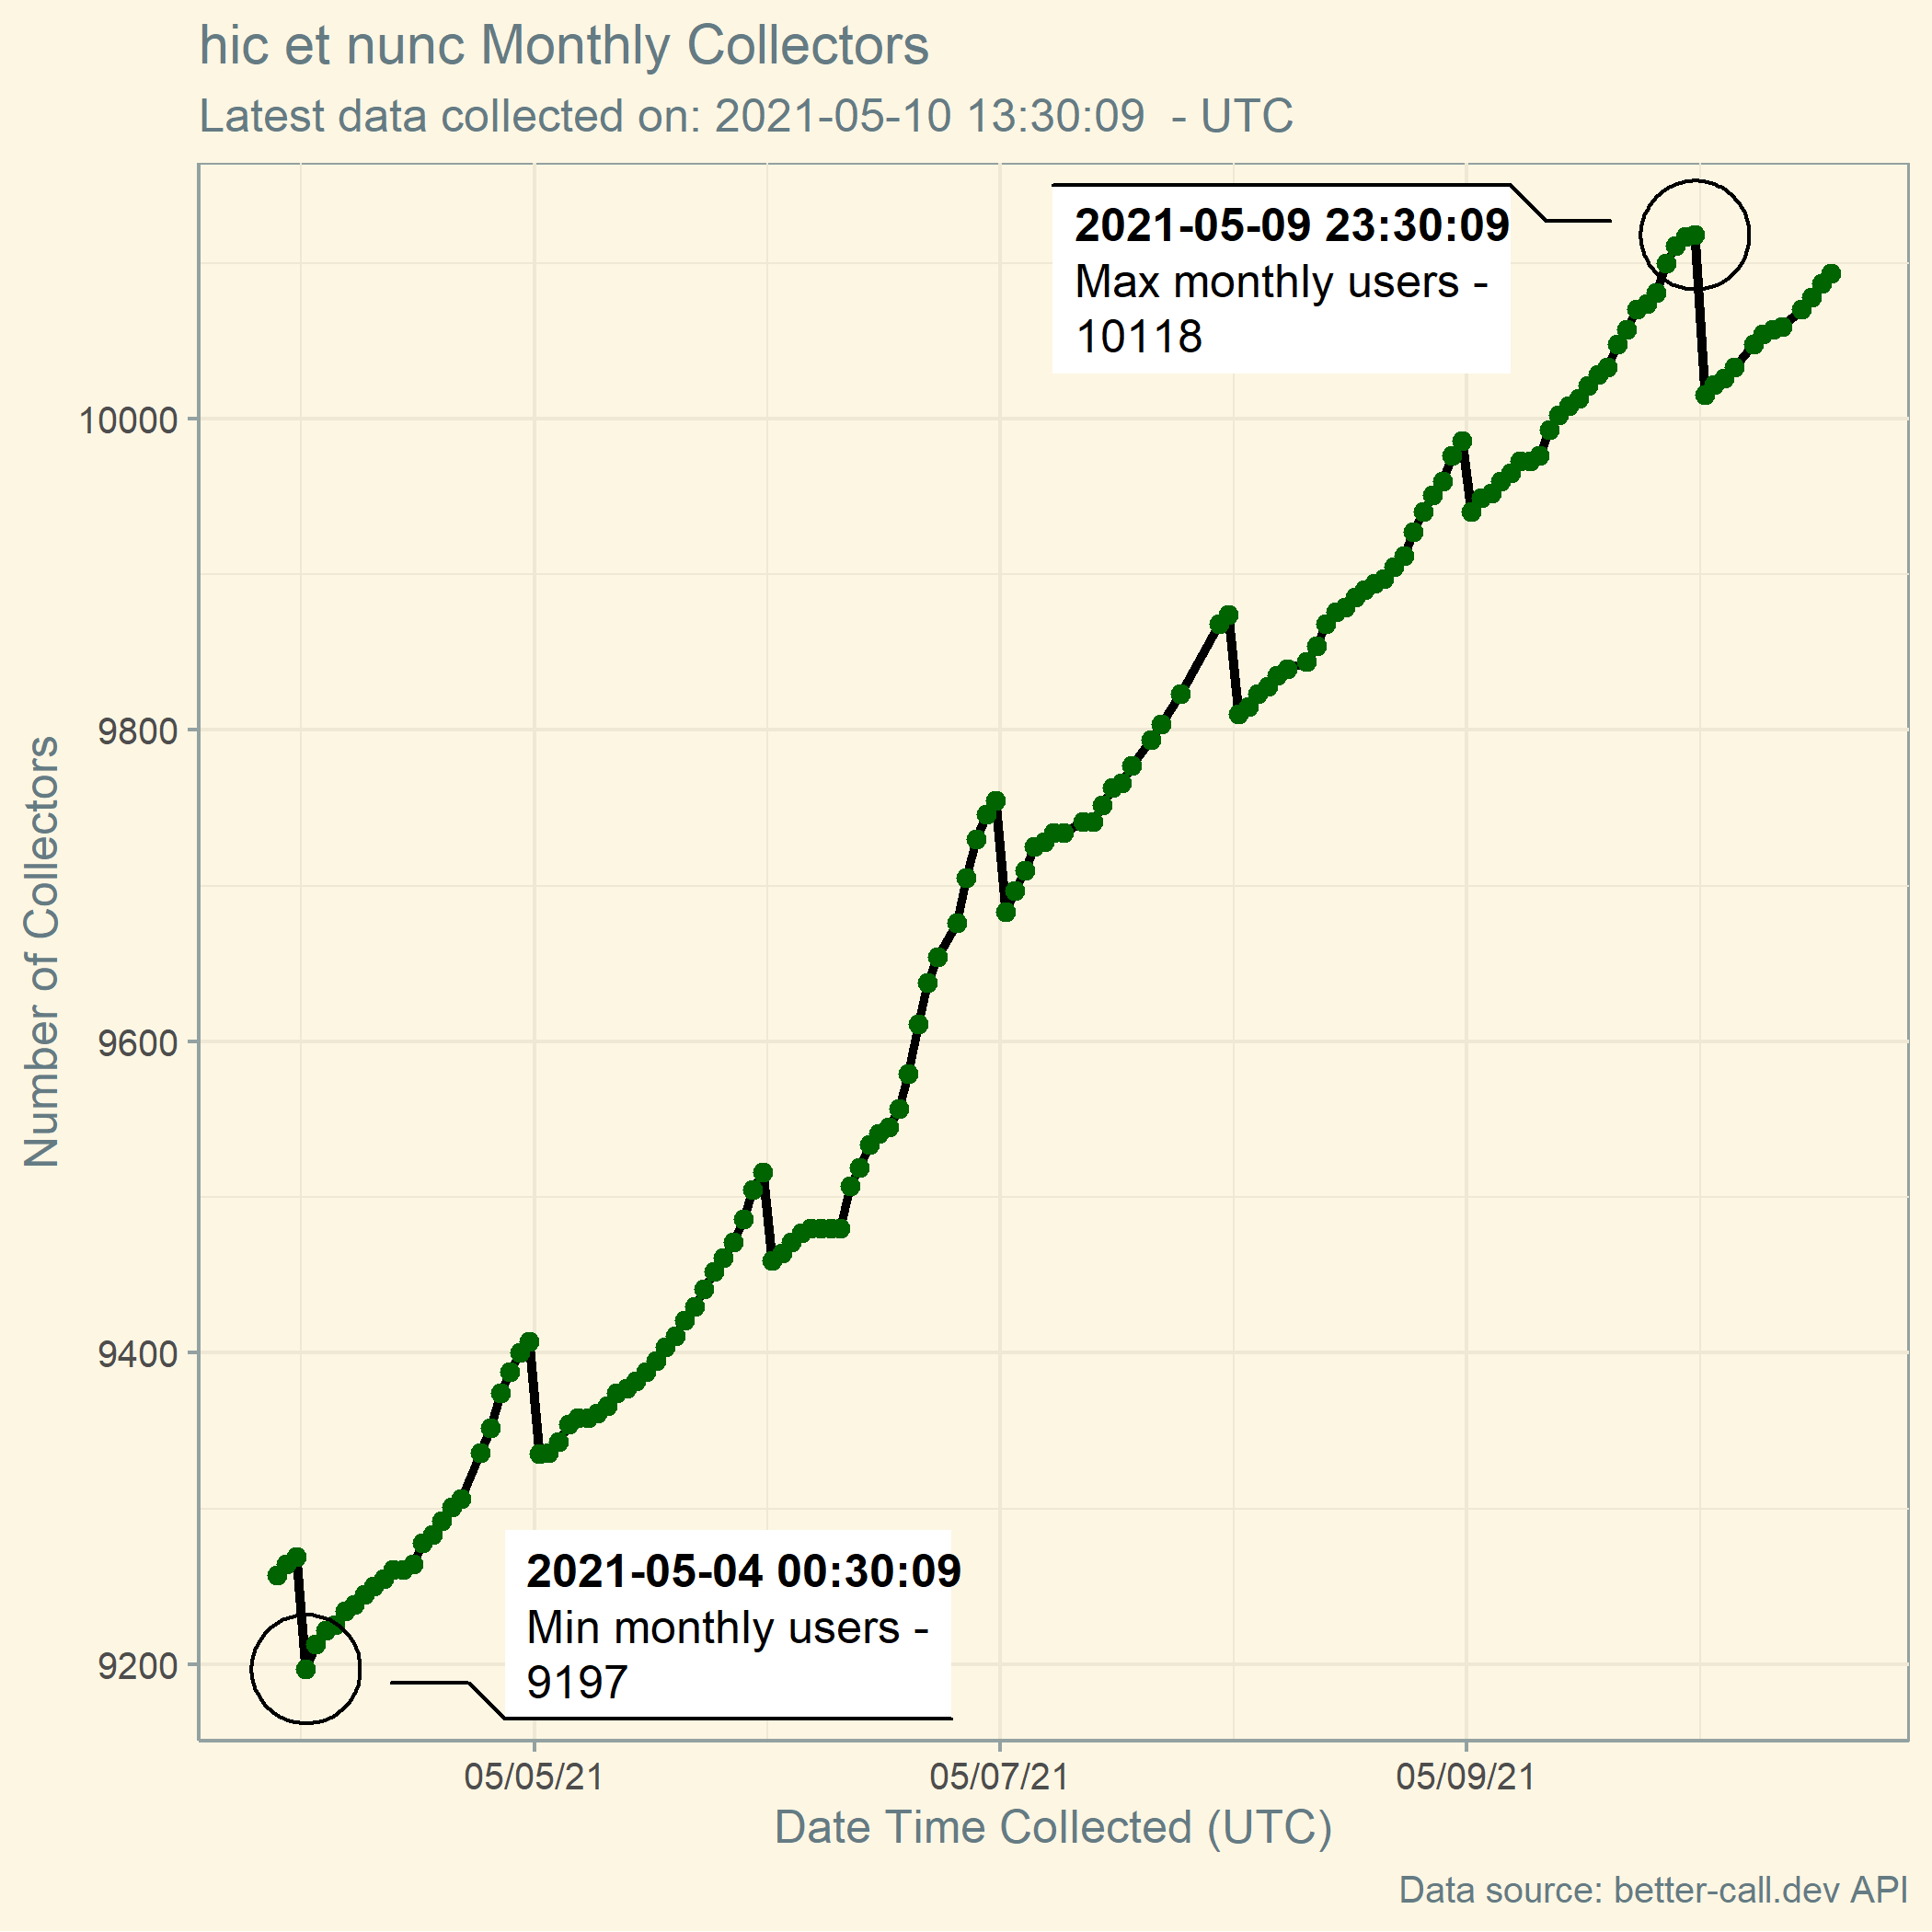 hic et nunc Monthly Collectors
Latest data collected on: 2021-05-10 13:30:09  - UTC
2021-05-09 23:30:09
Max monthly users -
10118
10000
9800
9600
9400
9200
Number of Collectors
2021-05-04 00:30:09
Min monthly users -
9197
05/05/21
05/07/21
05/09/21
Date Time Collected (UTC)
Data source: better-call.dev API